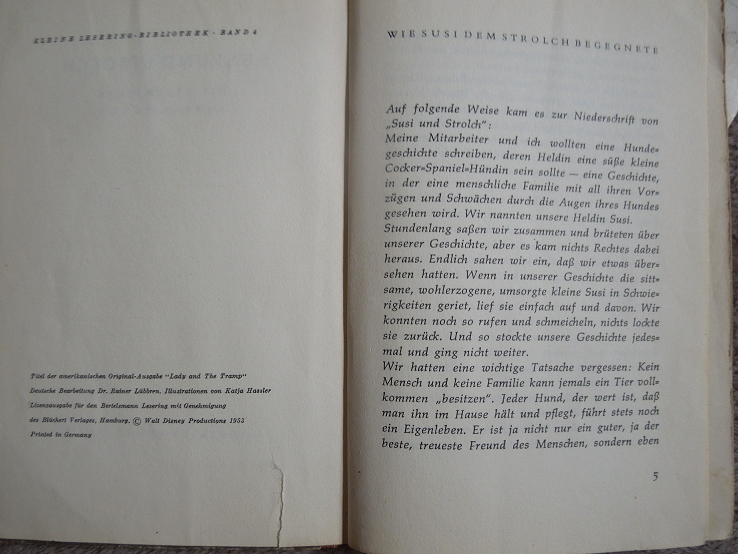 KLEINE LESERING-BIBLIOTHEK · BAND 4
Titel der amerikanischen Original-Ausgabe "Lady and The Tramp"
Deutsche Bearbeitung Dr. Rainer Lübbern. Illustrationen von Katja Hassler
Lizenzausgabe für den Bertelsmann Lesering mit Genehmigung
des Blüchert Verlages, Hamburg. © Walt Disney Productions 1953
Printed in Germany
WIE SUSI DEM STROLCH BEGEGNETE
Auf folgende Weise kam es zur Niederschrift von
„Susi und Strolch“:
Meine Mitarbeiter und ich wollten eine Hunde=
geschichte schreiben, deren Heldin eine süße kleine
Cocker=Spaniel=Hündin sein sollte — eine Geschichte,
in der eine menschliche Familie mit all ihren Vor=
zügen und Schwächen durch die Augen ihres Hundes
gesehen wird. Wir nannten unsere Heldin Susi.
Stundenlang saßen wir zusammen und brüteten über
unserer Geschichte, aber es kam nichts Rechtes dabei
heraus. Endlich sahen wir ein, daß wir etwas über=
sehen hatten. Wenn in unserer Geschichte die sitt=
same, wohlerzogene, umsorgte kleine Susi in Schwie=
rigkeiten geriet, lief sie einfach auf und davon. Wir
konnten noch so rufen und schmeicheln, nichts lockte
sie zurück. Und so stockte unsere Geschichte jedes=
mal und ging nicht weiter.
Wir hatten eine wichtige Tatsache vergessen: Kein
Mensch und keine Familie kann jemals ein Tier voll=
kommen „besitzen“. Jeder Hund, der wert ist, daß
man ihn im Hause hält und pflegt, führt stets noch
ein Eigenleben. Er ist ja nicht nur ein guter, ja der
beste, treueste Freund des Menschen, sondern eben
5